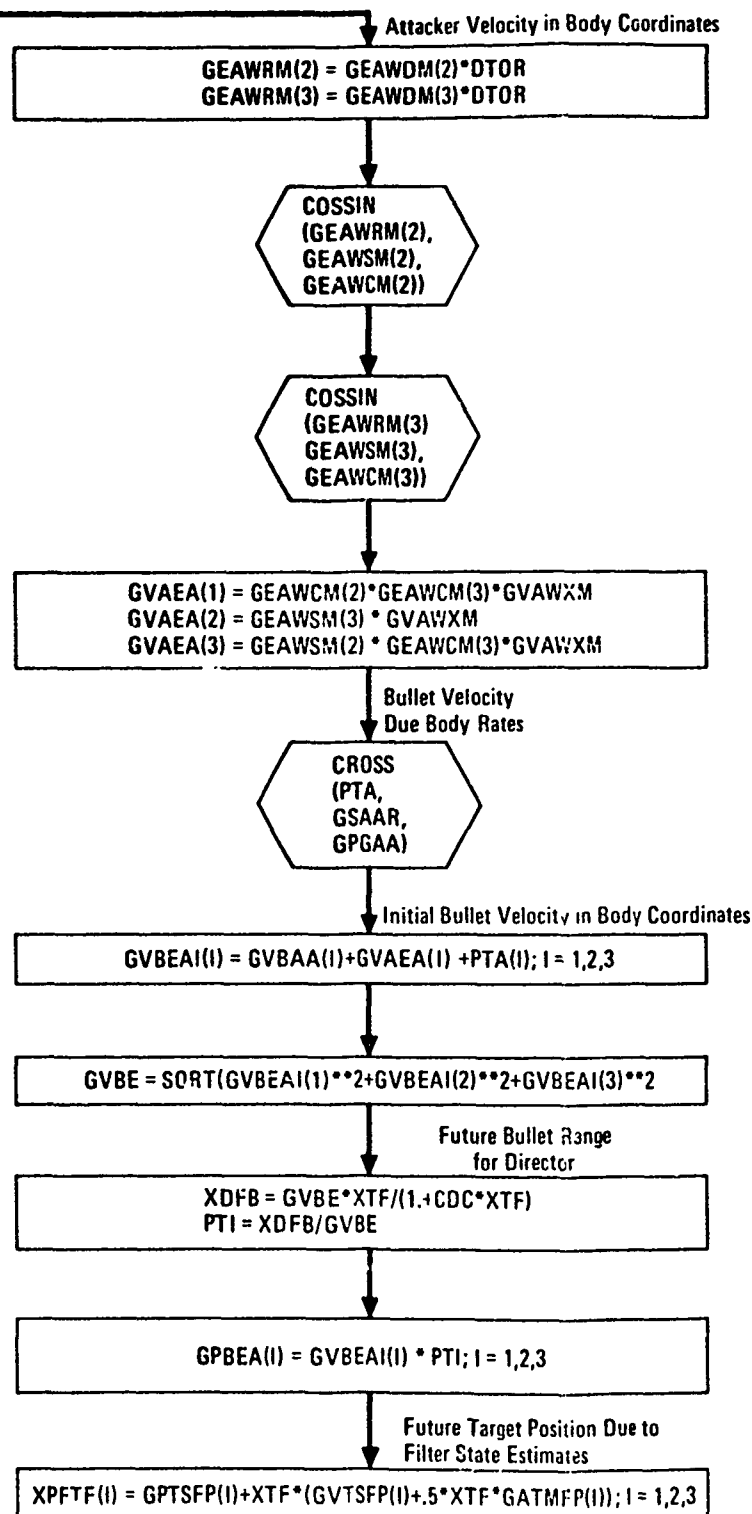 Attacker Velocity in Body Coordinates
GEAWRM(2) = GEAWDM(2)*DTOR
GEAWRM(3) = GEAWDM(3)*DTOR
COSSIN
(GEAWRM(2),
GEAWSM(2),
GEAWCM(2))
COSSIN
(GEAWRM(3)
GEAWSM(3),
GEAWCM(3))
GVAEA(1) = GEAWCM(2)*GEAWCM(3)*GVAWXM
GVAEA(2) = GEAWSM(3) * GVAWXM
GVAEA(3) = GEAWSM(2) * GEAWCM(3)*GVAWXM
Bullet Velocity
Due Body Rates
CROSS
(PTA,
GSAAR,
GPGAA)
Initial Bullet Velocity in Body Coordinates
GVBEAI(I) = GVBAA(I)+GVAEA(I) +PTA(I); I = 1,2,3
GVBE = SQRT(GVBEAI(1)**2+GVBEAI(2)**2+GVBEAI(3)**2
Future Bullet Range
for Director
XDFB = GVBE*XTF/(1.+CDC*XTF)
PTI = XDFB/GVBE
GPBEA(I) = GVBEAI(I) * PTI; I = 1,2,3
Future Target Position Due to
Filter State Estimates
XPFTF(I) = GPTSFP(I)+XTF*(GVTSFP(I)+.5*XTF*GATMFP(I)); I = 1,2,3